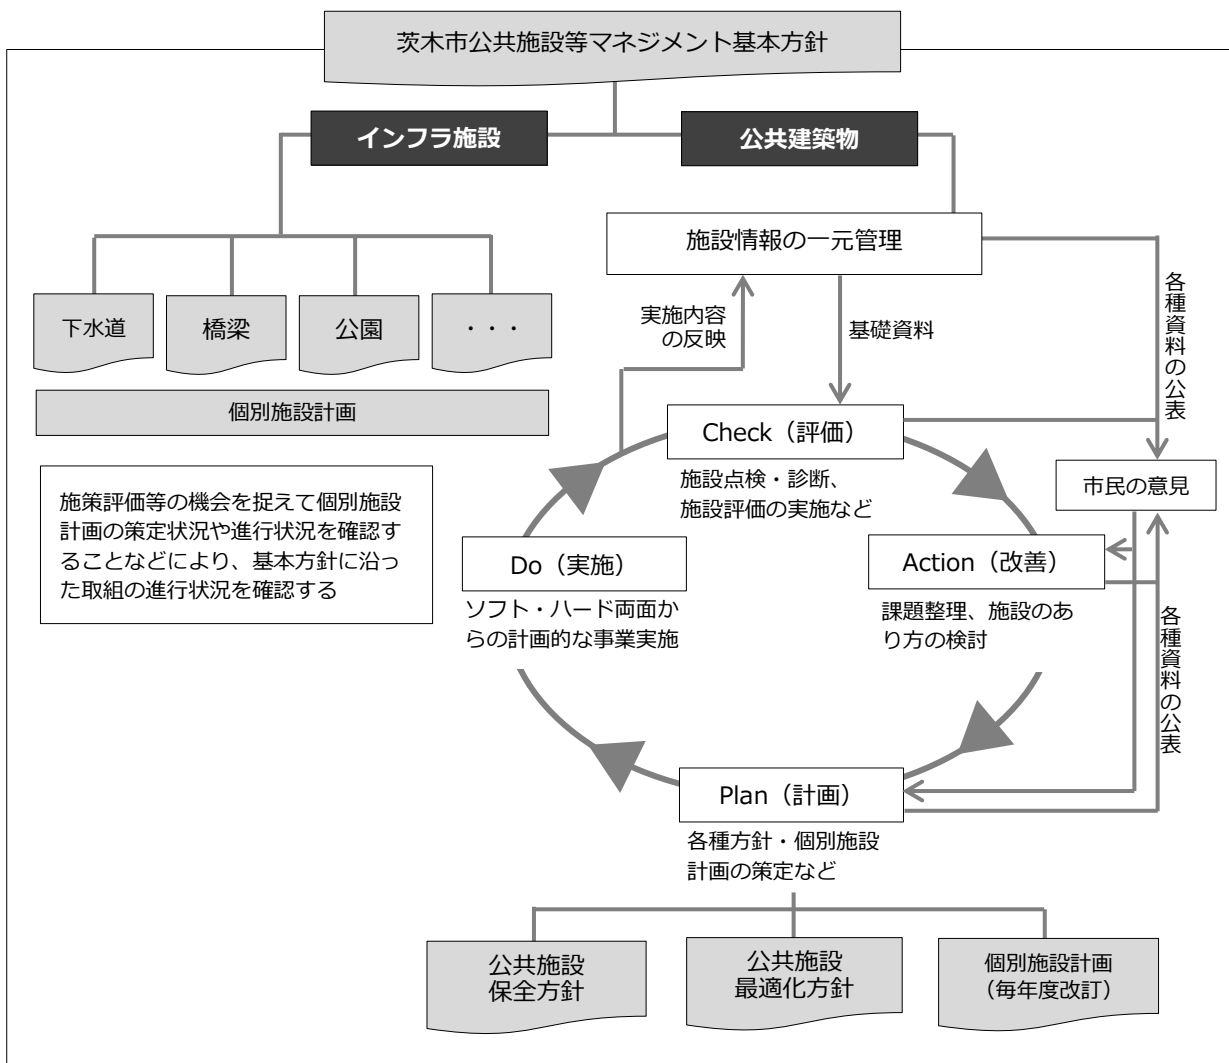 茨木市公共施設等マネジメント基本方針
インフラ施設
公共建築物
施設情報の一元管理
下水道
橋梁
公園
・・・
個別施設計画
実施内容
の反映
基礎資料
各種資料の公表
Check（評価）
施設点検・診断、
施設評価の実施など
市民の意見
施策評価等の機会を捉えて個別施設
計画の策定状況や進行状況を確認す
ることなどにより、基本方針に沿っ
た取組の進行状況を確認する
Do（実施）
ソフト・ハード両面か
らの計画的な事業実施
Action（改善）
課題整理、施設のあ
り方の検討
各種資料の公表
Plan（計画）
各種方針・個別施設
計画の策定など
公共施設
保全方針
公共施設
最適化方針
個別施設計画
（毎年度改訂）